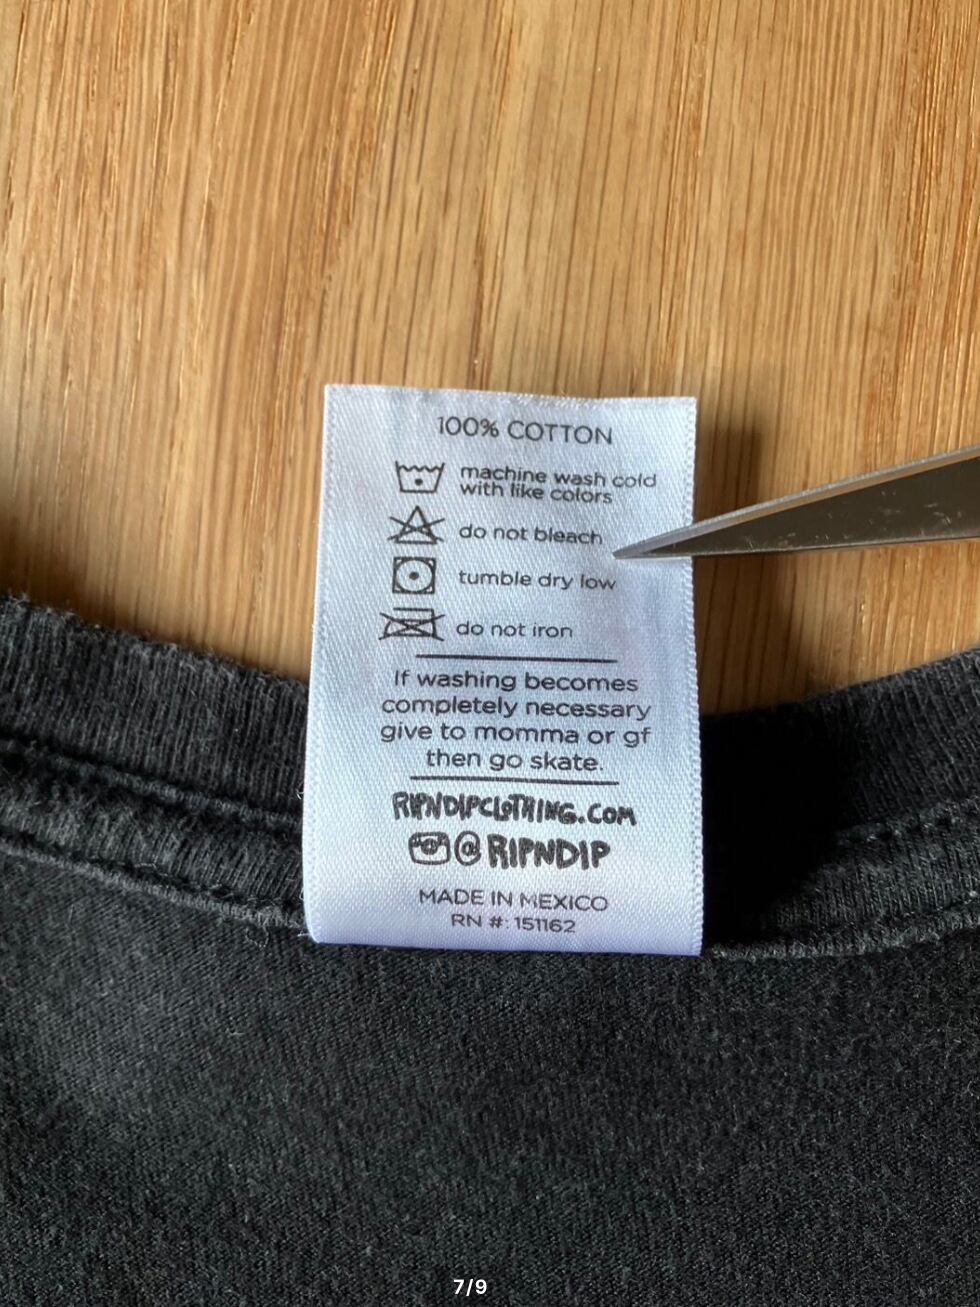 100% COTTON
machine wash cold
with like colors
do not bleach
tumble dry low
do not iron
If washing becomes
completely necessary
give to momma or gf
then go skate.
RIPNDIPCLOTHING.COM
@RIPNDIP
MADE IN MEXICO
RN #: 151162
7/9